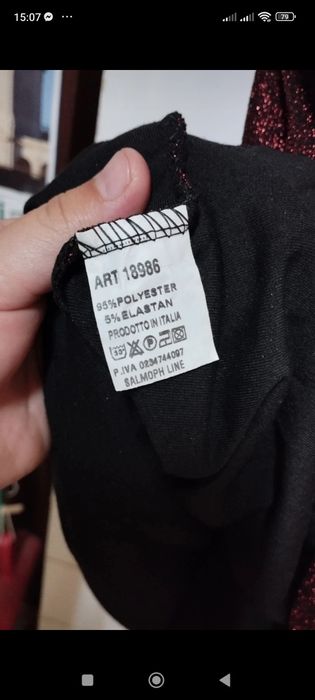 15:07
79
ART 18986
95%POLYESTER
5%ELASTAN
PRODOTTO IN ITALIA
30°
P
P.IVA 0234744097
SALMOPH LINE